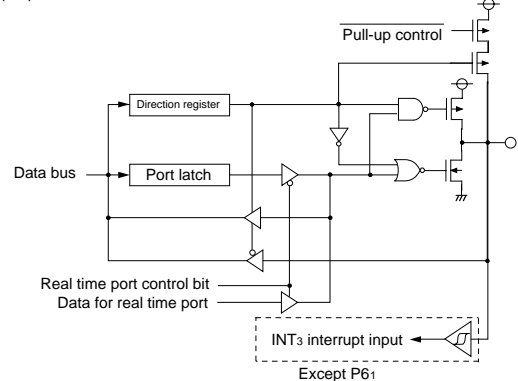 Pull-up control
Direction register
Data bus
Port latch
Real time port control bit
Data for real time port
INT3 interrupt input
Except P61